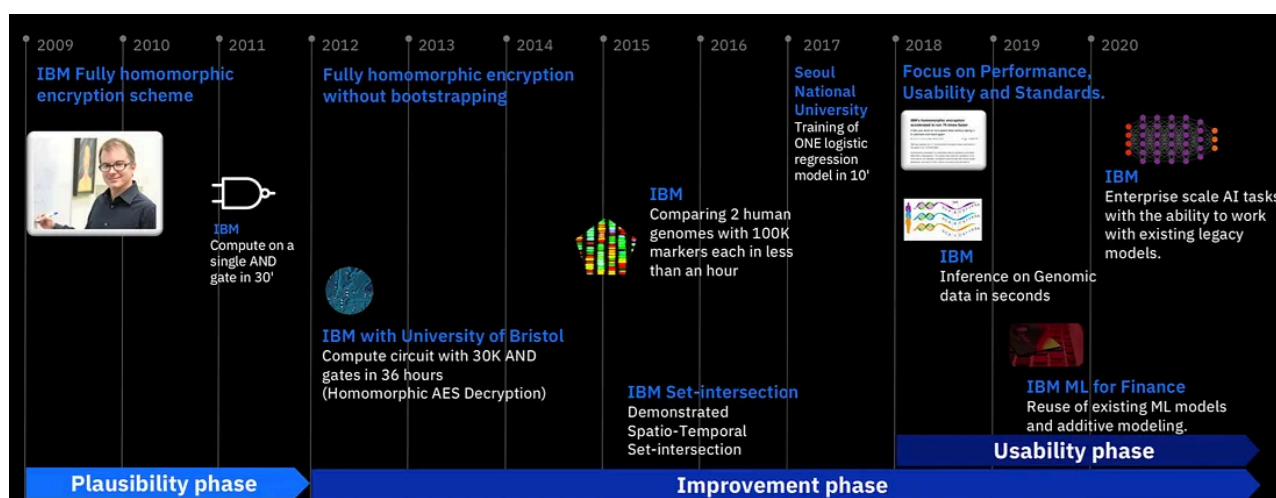 2009
2010
2011
2012
2013
2014
2015
2016
2017
2018
2019
2020
IBM Fully homomorphic
encryption scheme
IBM
Compute on a
single AND
gate in 30'
Fully homomorphic encryption
without bootstrapping
IBM with University of Bristol
Compute circuit with 30K AND
gates in 36 hours
(Homomorphic AES Decryption)
IBM
Comparing 2 human
genomes with 100K
markers each in less
than an hour
IBM Set-intersection
Demonstrated
Spatio-Temporal
Set-intersection
Seoul
National
University
Training of
ONE logistic
regression
model in 10'
Focus on Performance,
Usability and Standards.
IBM
Inference on Genomic
data in seconds
IBM ML for Finance
Reuse of existing ML models
and additive modeling.
IBM
Enterprise scale AI tasks
with the ability to work
with existing legacy
models.
Usability phase
Plausibility phase
Improvement phase